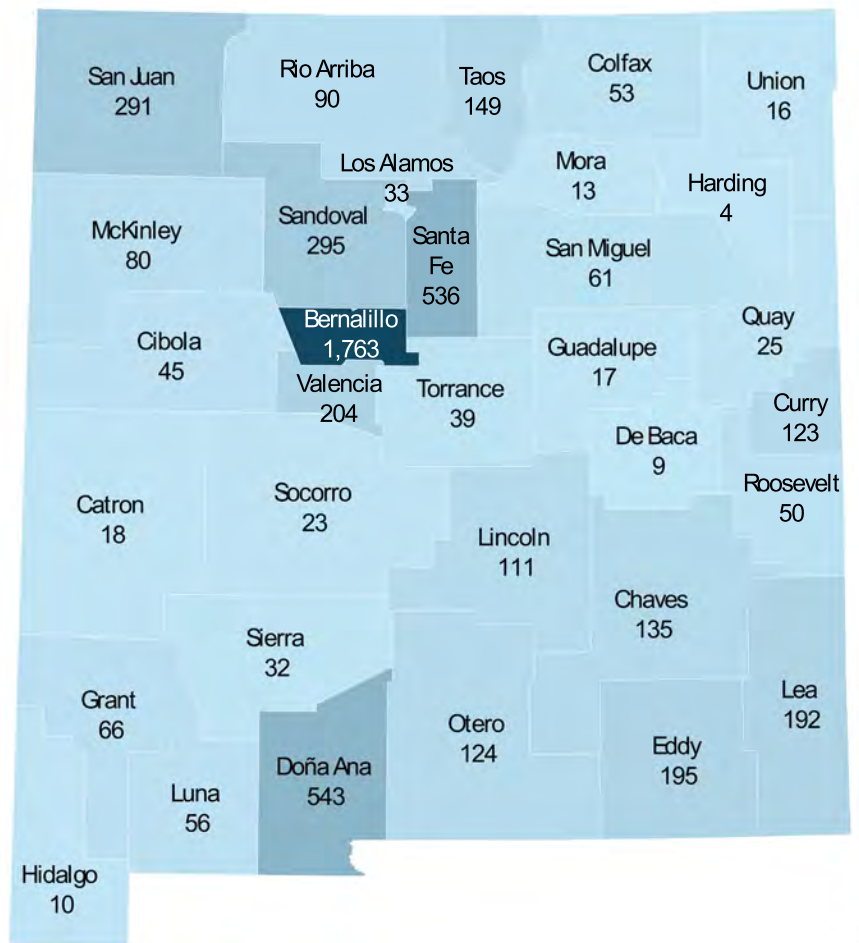 San Juan
291
Rio Arriba
90
Taos
149
Colfax
53
Union
16
Los Alamos
33
Mora
13
Harding
4
McKinley
80
Sandoval
295
Santa
Fe
536
San Miguel
61
Bernalillo
1,763
Cibola
45
Valencia
204
Torrance
39
Guadalupe
17
Quay
25
Curry
123
De Baca
9
Roosevelt
50
Catron
18
Socorro
23
Lincoln
111
Chaves
135
Sierra
32
Grant
66
Lea
192
Otero
124
Eddy
195
Doña Ana
543
Luna
56
Hidalgo
10